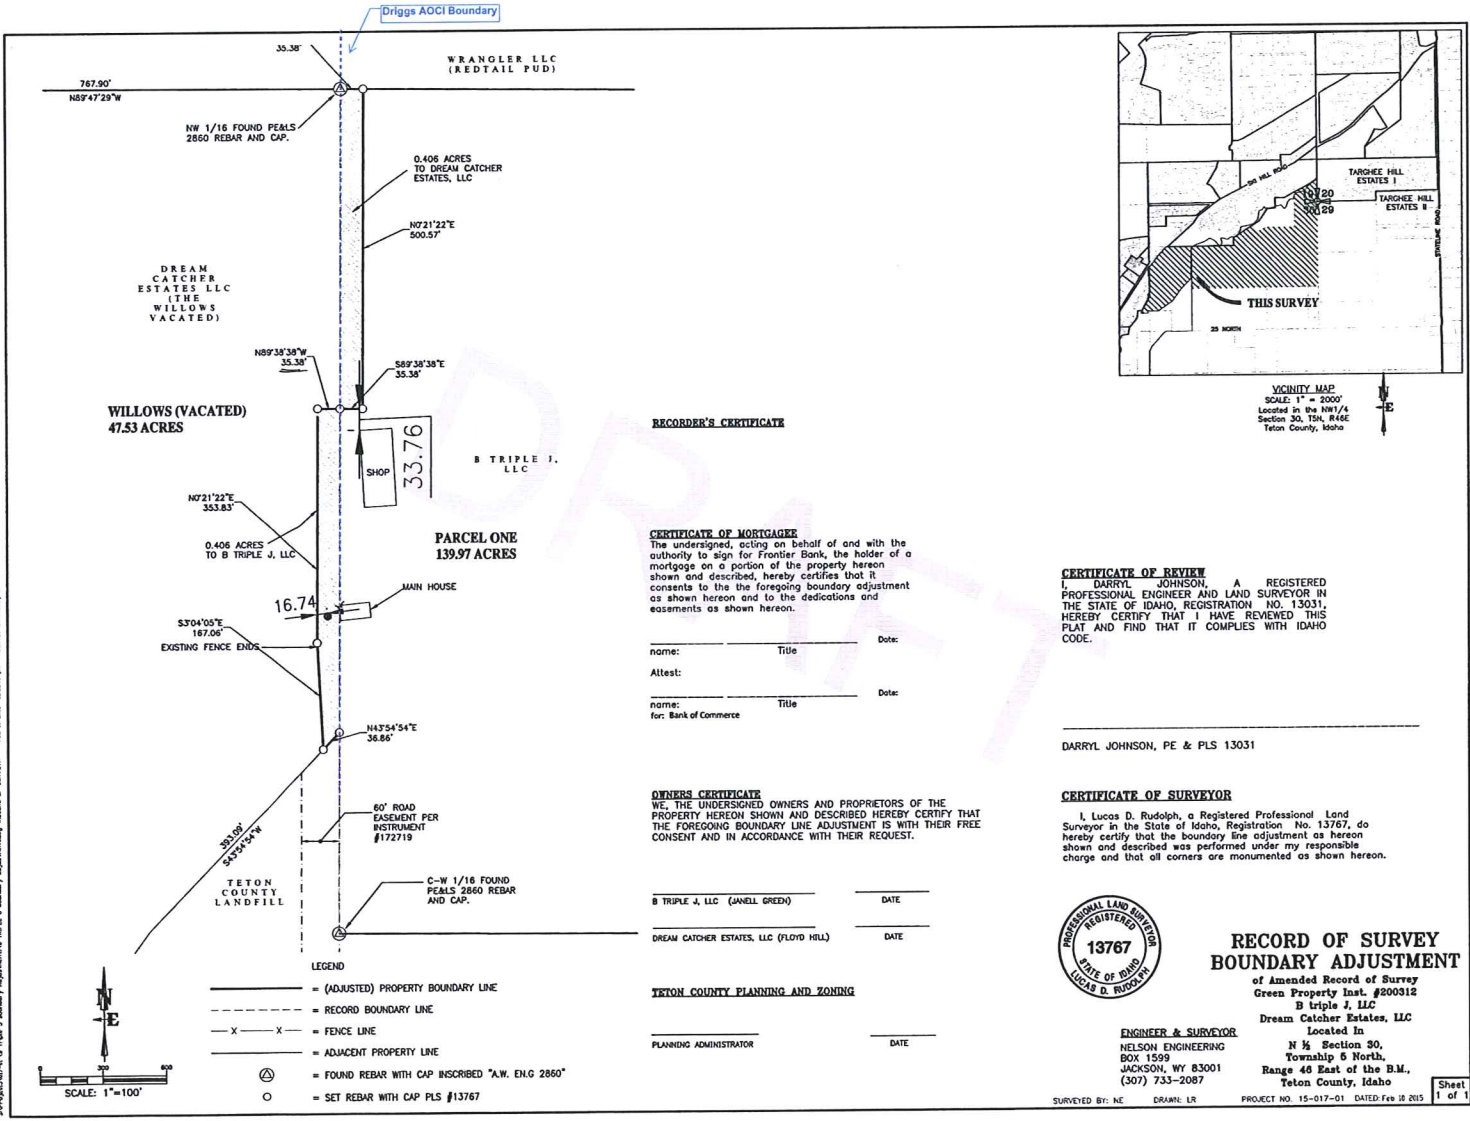 Driggs AOCI Boundary
35.38'
WRANGLER LLC
(REDTAIL PUD)
767.90'
N89°47'29"W
NW 1/16 FOUND PE&LS
2860 REBAR AND CAP.
0.406 ACRES
TO DREAM CATCHER
ESTATES, LLC
N0°21'22"E
500.57'
DREAM
CATCHER
ESTATES LLC
(THE
WILLOWS
VACATED)
N89°38'38"W
35.38'
S89°38'38"E
35.38'
WILLOWS (VACATED)
47.53 ACRES
SHOP
33.76
B TRIPLE J,
LLC
N0°21'22"E
353.83'
0.406 ACRES
TO B TRIPLE J, LLC
PARCEL ONE
139.97 ACRES
MAIN HOUSE
16.74
S3°04'05"E
167.06'
EXISTING FENCE ENDS
N43°54'54"E
36.86'
60' ROAD
EASEMENT PER
INSTRUMENT
#172719
393.09'
S43°54'54"W
TETON
COUNTY
LANDFILL
C-W 1/16 FOUND
PE&LS 2860 REBAR
AND CAP.
LEGEND
= (ADJUSTED) PROPERTY BOUNDARY LINE
= RECORD BOUNDARY LINE
X X = FENCE LINE
= ADJACENT PROPERTY LINE
= FOUND REBAR WITH CAP INSCRIBED "A.W. EN.G 2860"
= SET REBAR WITH CAP PLS #13767
N
E
0 300 600
SCALE: 1"=100'
DRAFT
RECORDER'S CERTIFICATE
CERTIFICATE OF MORTGAGEE
The undersigned, acting on behalf of and with the
authority to sign for Frontier Bank, the holder of a
mortgage on a portion of the property hereon
shown and described, hereby certifies that it
consents to the the foregoing boundary adjustment
as shown hereon and to the dedications and
easements as shown hereon.
Date:
name: Title
Attest:
Date:
name: Title
for: Bank of Commerce
OWNERS CERTIFICATE
WE, THE UNDERSIGNED OWNERS AND PROPRIETORS OF THE
PROPERTY HEREON SHOWN AND DESCRIBED HEREBY CERTIFY THAT
THE FOREGOING BOUNDARY LINE ADJUSTMENT IS WITH THEIR FREE
CONSENT AND IN ACCORDANCE WITH THEIR REQUEST.
B TRIPLE J, LLC (JANELL GREEN) DATE
DREAM CATCHER ESTATES, LLC (FLOYD HILL) DATE
TETON COUNTY PLANNING AND ZONING
PLANNING ADMINISTRATOR DATE
SKI HILL ROAD
TARGHEE HILL
ESTATES I
TARGHEE HILL
ESTATES II
19 20
30 29
STATELINE ROAD
THIS SURVEY
25 NORTH
VICINITY MAP
SCALE: 1" = 2000'
Located in the NW1/4
Section 30, T5N, R46E
Teton County, Idaho
N
E
CERTIFICATE OF REVIEW
I, DARRYL JOHNSON, A REGISTERED
PROFESSIONAL ENGINEER AND LAND SURVEYOR IN
THE STATE OF IDAHO, REGISTRATION NO. 13031,
HEREBY CERTIFY THAT I HAVE REVIEWED THIS
PLAT AND FIND THAT IT COMPLIES WITH IDAHO
CODE.
DARRYL JOHNSON, PE & PLS 13031
CERTIFICATE OF SURVEYOR
I, Lucas D. Rudolph, a Registered Professional Land
Surveyor in the State of Idaho, Registration No. 13767, do
hereby certify that the boundary line adjustment as hereon
shown and described was performed under my responsible
charge and that all corners are monumented as shown hereon.
PROFESSIONAL LAND SURVEYOR
REGISTERED
13767
STATE OF IDAHO
LUCAS D. RUDOLPH
RECORD OF SURVEY
BOUNDARY ADJUSTMENT
of Amended Record of Survey
Green Property Inst. #200312
B triple J, LLC
Dream Catcher Estates, LLC
Located In
N ½ Section 30,
Township 5 North,
Range 46 East of the B.M.,
Teton County, Idaho
ENGINEER & SURVEYOR
NELSON ENGINEERING
BOX 1599
JACKSON, WY 83001
(307) 733-2087
SURVEYED BY: NE DRAWN: LR PROJECT NO. 15-017-01 DATED: Feb 10 2015
Sheet
1 of 1